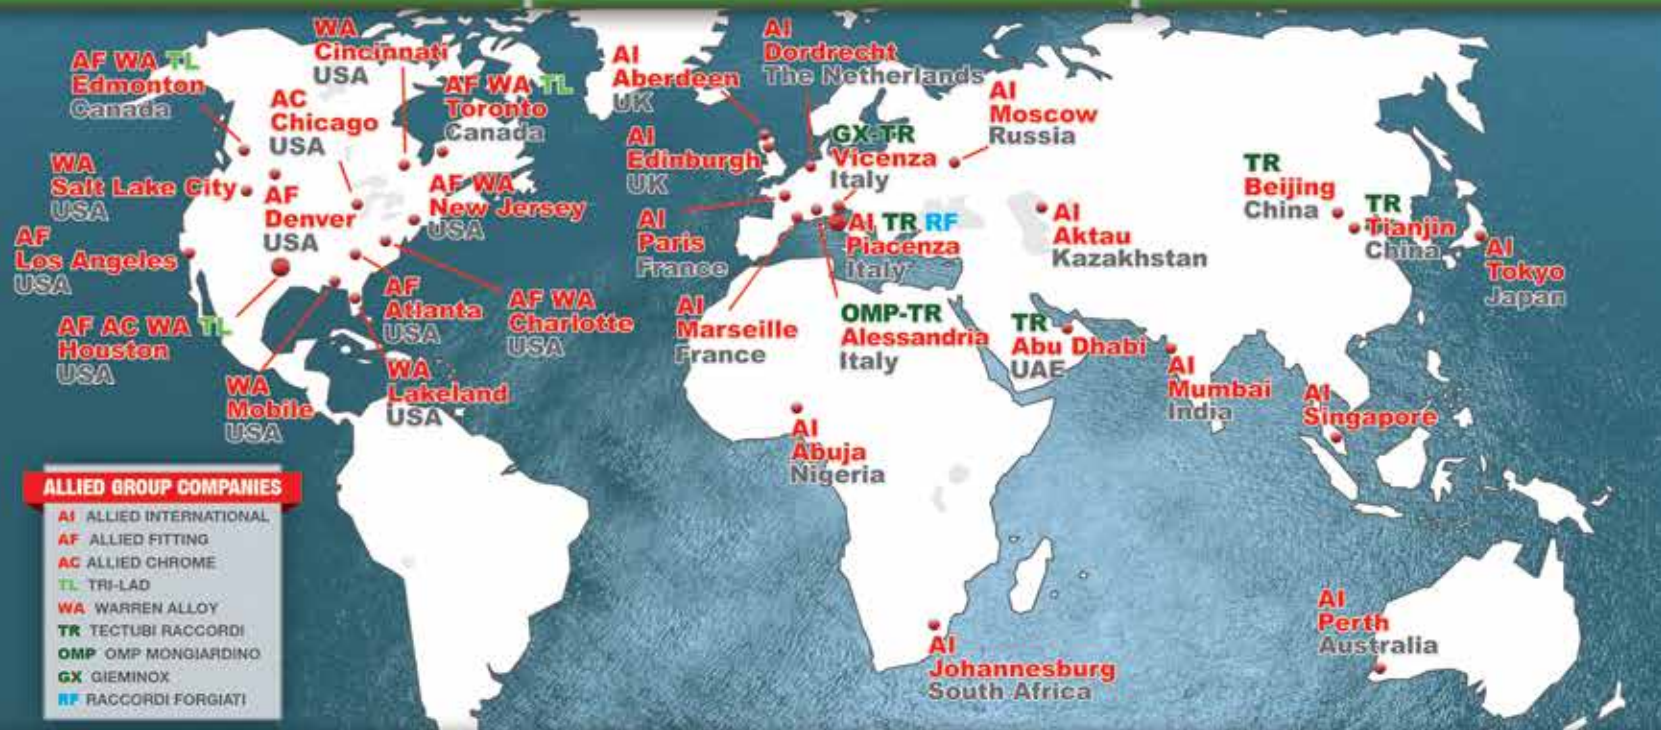 AF WA TL
Edmonton
Canada
WA
Cincinnati
USA
AF WA TL
Toronto
Canada
AC
Chicago
USA
WA
Salt Lake City
USA
AF
Denver
USA
AF WA
New Jersey
USA
AF
Los Angeles
USA
AF AC WA TL
Houston
USA
AF
Atlanta
USA
AF WA
Charlotte
USA
WA
Mobile
USA
WA
Lakeland
USA
AI
Aberdeen
UK
AI
Dordrecht
The Netherlands
AI
Edinburgh
UK
GX-TR
Vicenza
Italy
AI
Moscow
Russia
AI
Paris
France
AI TR RF
Piacenza
Italy
AI
Marseille
France
OMP-TR
Alessandria
Italy
AI
Aktau
Kazakhstan
TR
Beijing
China
TR
Tianjin
China
AI
Tokyo
Japan
TR
Abu Dhabi
UAE
AI
Mumbai
India
AI
Singapore
AI
Abuja
Nigeria
AI
Johannesburg
South Africa
AI
Perth
Australia
ALLIED GROUP COMPANIES
AI ALLIED INTERNATIONAL
AF ALLIED FITTING
AC ALLIED CHROME
TL TRI-LAD
WA WARREN ALLOY
TR TECTUBI RACCORDI
OMP OMP MONGIARDINO
GX GIEMINOX
RF RACCORDI FORGIATI